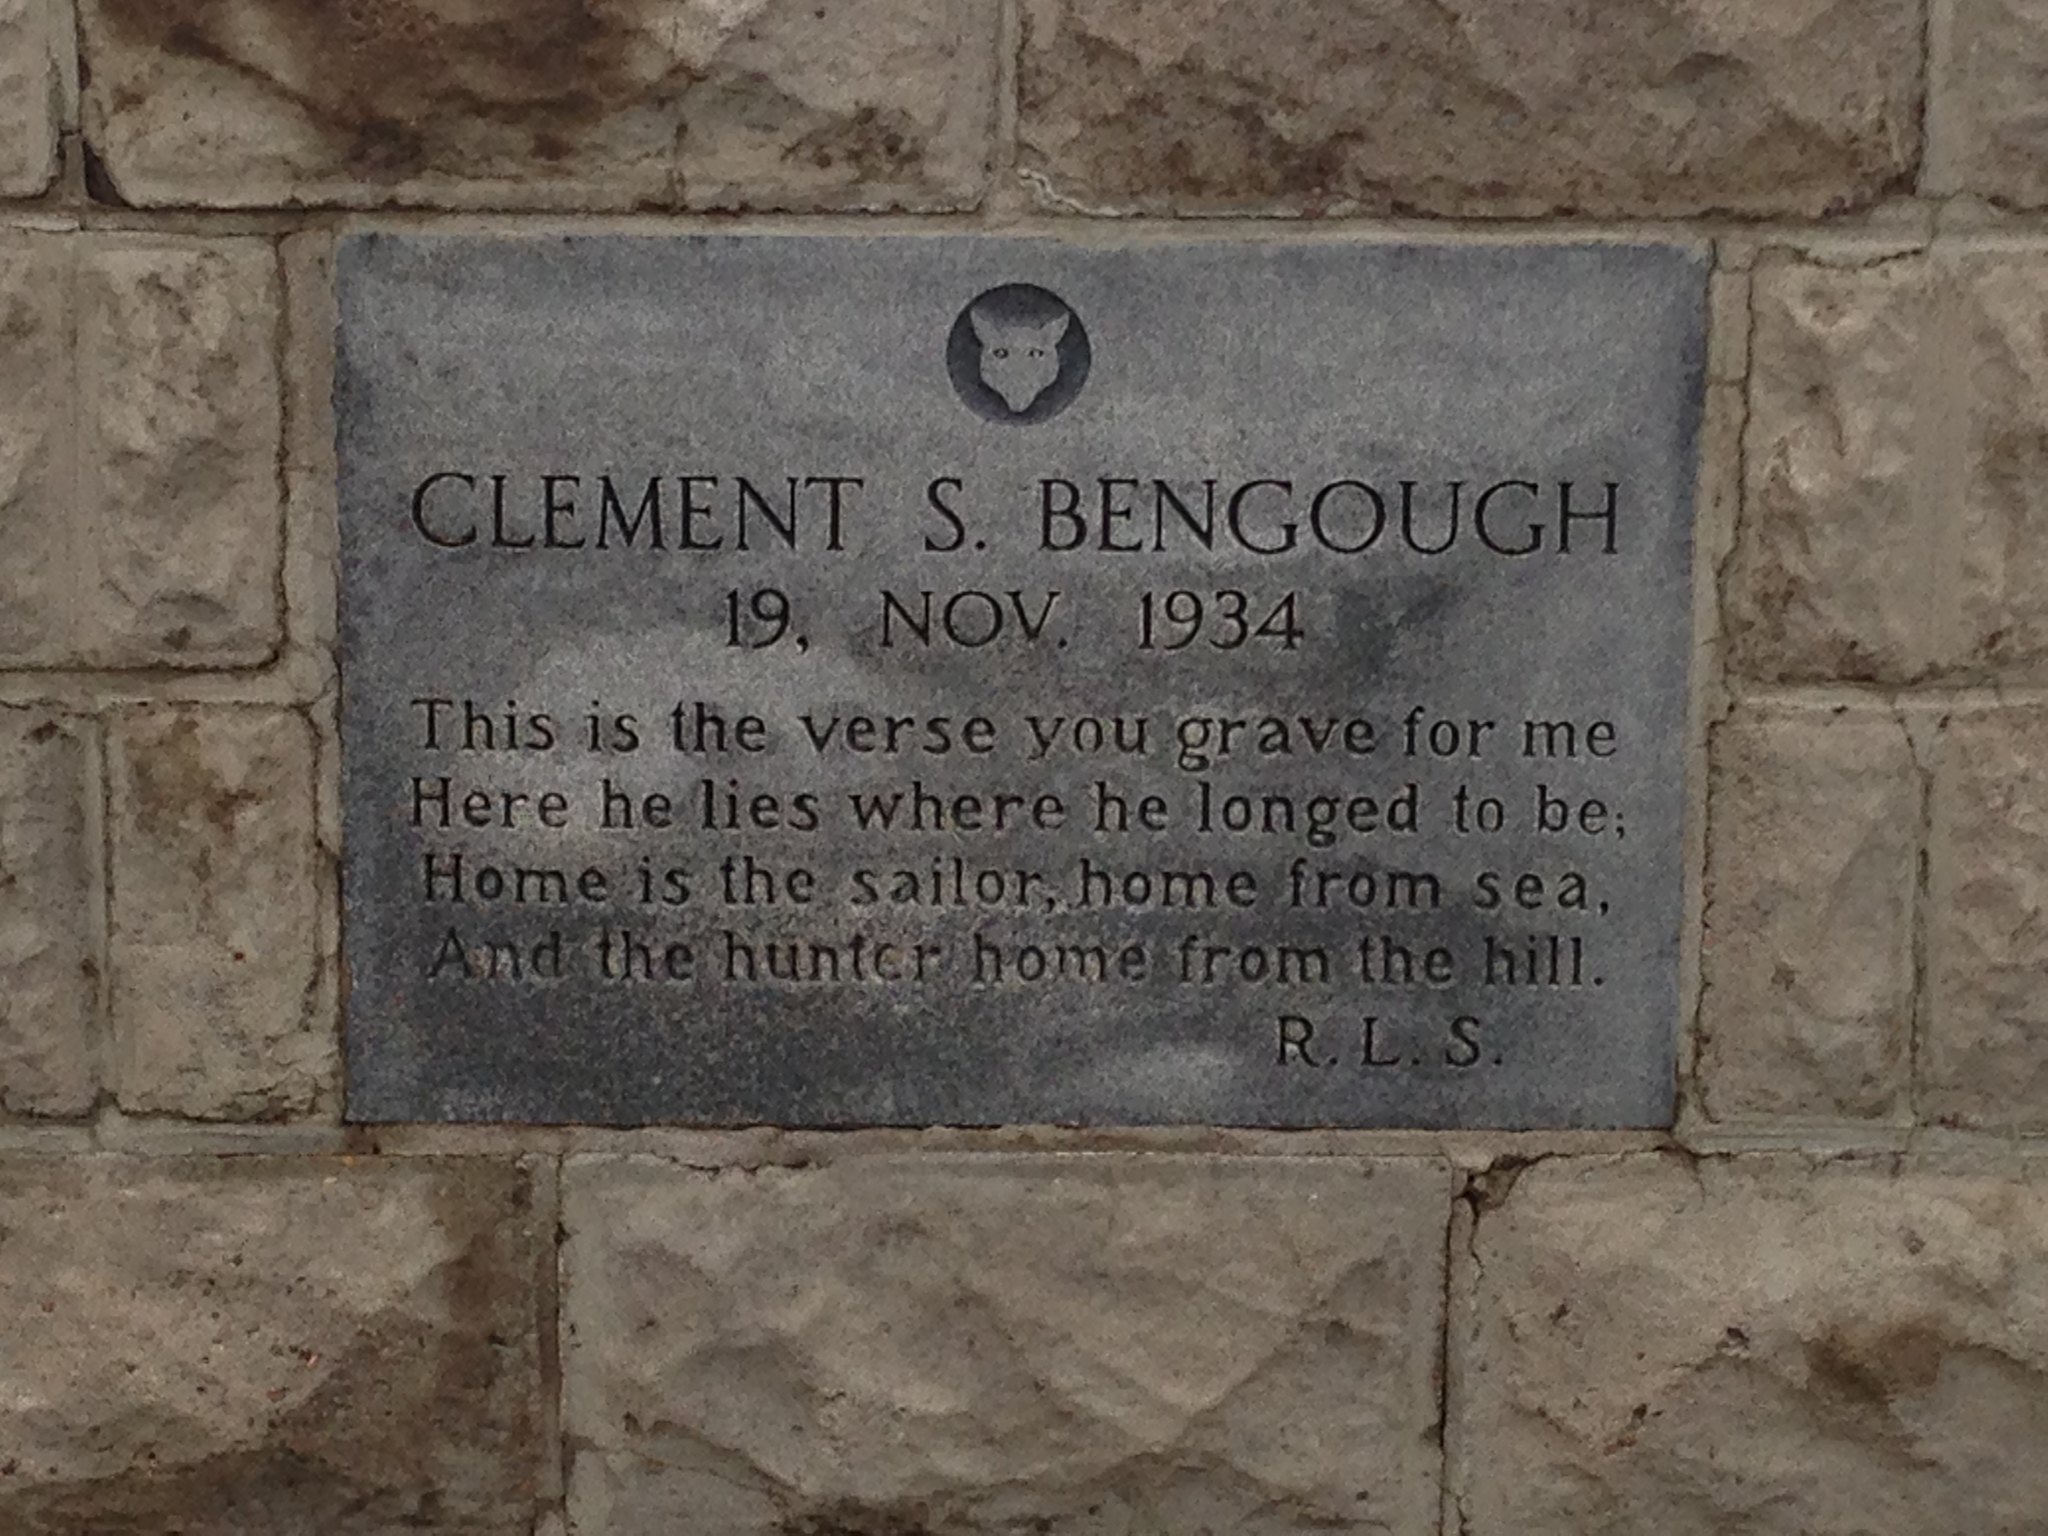 CLEMENT S. BENGOUGH
19, NOV. 1934
This is the verse you grave for me
Here he lies where he longed to be;
Home is the sailor, home from sea,
And the hunter home from the hill.
R. L. S.